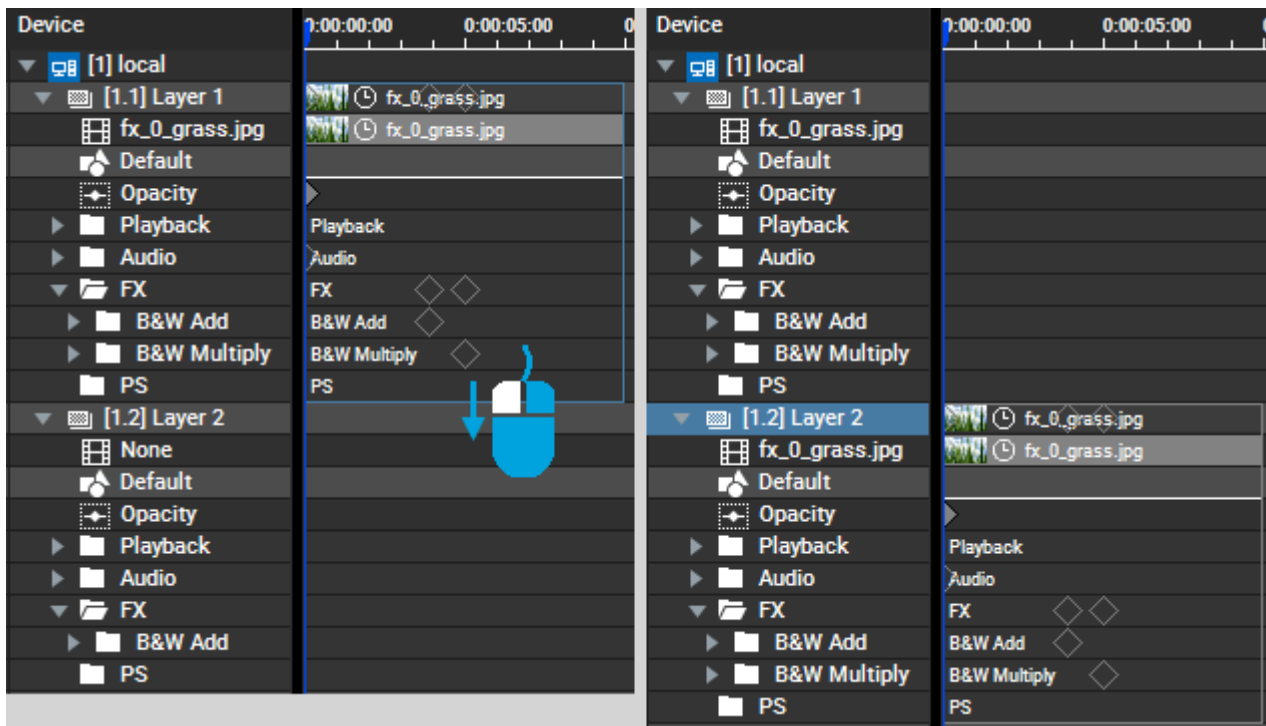 Device 0:00:00:00 0:00:05:00 0
[1] local
[1.1] Layer 1 fx_0_grass.jpg
fx_0_grass.jpg fx_0_grass.jpg
Default
Opacity
Playback Playback
Audio Audio
FX FX
B&W Add B&W Add
B&W Multiply B&W Multiply
PS PS
[1.2] Layer 2
None
Default
Opacity
Playback
Audio
FX
B&W Add
PS
Device 0:00:00:00 0:00:05:00
[1] local
[1.1] Layer 1
fx_0_grass.jpg
Default
Opacity
Playback
Audio
FX
B&W Add
B&W Multiply
PS
[1.2] Layer 2 fx_0_grass.jpg
fx_0_grass.jpg fx_0_grass.jpg
Default
Opacity
Playback Playback
Audio Audio
FX FX
B&W Add B&W Add
B&W Multiply B&W Multiply
PS PS